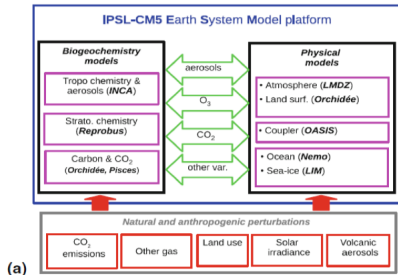 IPSL-CM5 Earth System Model platform
Biogeochemistry
models
Tropo chemistry &
aerosols (INCA)
Strato. chemistry
(Reprobus)
Carbon & CO2
(Orchidée, Pisces)
aerosols
O3
CO2
other var.
Physical
models
• Atmosphere (LMDZ)
• Land surf. (Orchidée)
• Coupler (OASIS)
• Ocean (Nemo)
• Sea-ice (LIM)
Natural and anthropogenic perturbations
CO2
emissions
Other gas
Land use
Solar
irradiance
Volcanic
aerosols
(a)